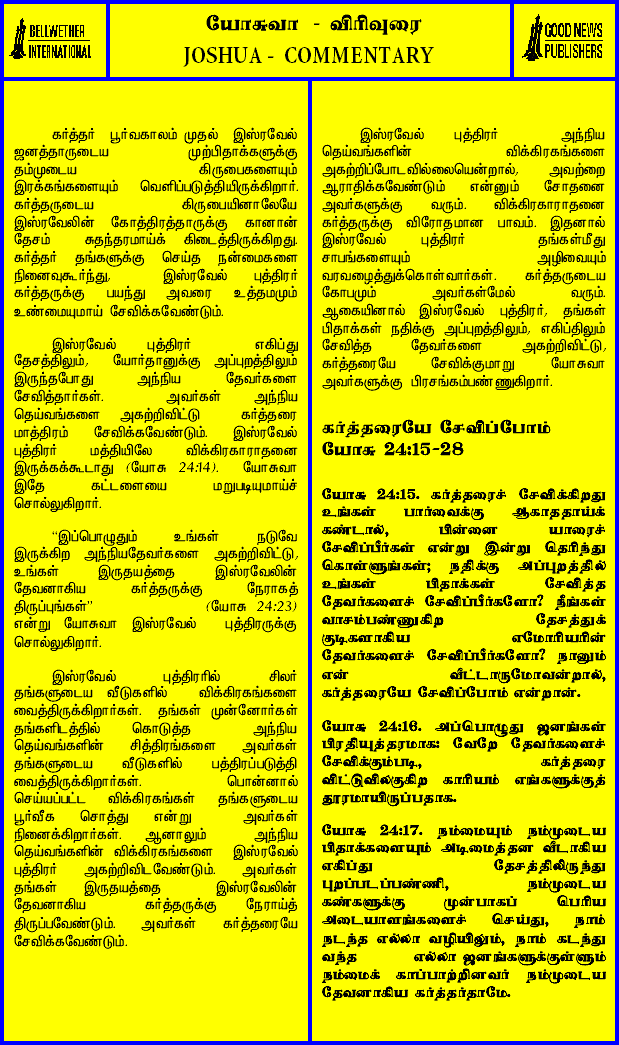 BELLWETHER
INTERNATIONAL
யோசுவா - விரிவுரை
JOSHUA - COMMENTARY
GOOD NEWS
PUBLISHERS
கர்த்தர் பூர்வகாலம் முதல் இஸ்ரவேல்
ஜனத்தாருடைய முற்பிதாக்களுக்கு
தம்முடைய கிருபைகளையும்
இரக்கங்களையும் வெளிப்படுத்தியிருக்கிறார்.
கர்த்தருடைய கிருபையினாலேயே
இஸ்ரவேலின் கோத்திரத்தாருக்கு கானான்
தேசம் சுதந்தரமாய்க் கிடைத்திருக்கிறது.
கர்த்தர் தங்களுக்கு செய்த நன்மைகளை
நினைவுகூர்ந்து, இஸ்ரவேல் புத்திரர்
கர்த்தருக்கு பயந்து அவரை உத்தமமும்
உண்மையுமாய் சேவிக்கவேண்டும்.
இஸ்ரவேல் புத்திரர் எகிப்து
தேசத்திலும், யோர்தானுக்கு அப்புறத்திலும்
இருந்தபோது அந்நிய தேவர்களை
சேவித்தார்கள். அவர்கள் அந்நிய
தெய்வங்களை அகற்றிவிட்டு கர்த்தரை
மாத்திரம் சேவிக்கவேண்டும். இஸ்ரவேல்
புத்திரர் மத்தியிலே விக்கிரகாராதனை
இருக்கக்கூடாது (யோசு 24:14). யோசுவா
இதே கட்டளையை மறுபடியுமாய்ச்
சொல்லுகிறார்.
“இப்பொழுதும் உங்கள் நடுவே
இருக்கிற அந்நியதேவர்களை அகற்றிவிட்டு,
உங்கள் இருதயத்தை இஸ்ரவேலின்
தேவனாகிய கர்த்தருக்கு நேராகத்
திருப்புங்கள்” (யோசு 24:23)
என்று யோசுவா இஸ்ரவேல் புத்திரருக்கு
சொல்லுகிறார்.
இஸ்ரவேல் புத்திரரில் சிலர்
தங்களுடைய வீடுகளில் விக்கிரகங்களை
வைத்திருக்கிறார்கள். தங்கள் முன்னோர்கள்
தங்களிடத்தில் கொடுத்த அந்நிய
தெய்வங்களின் சித்திரங்களை அவர்கள்
தங்களுடைய வீடுகளில் பத்திரப்படுத்தி
வைத்திருக்கிறார்கள். பொன்னால்
செய்யப்பட்ட விக்கிரகங்கள் தங்களுடைய
பூர்வீக சொத்து என்று அவர்கள்
நினைக்கிறார்கள். ஆனாலும் அந்நிய
தெய்வங்களின் விக்கிரகங்களை இஸ்ரவேல்
புத்திரர் அகற்றிவிடவேண்டும். அவர்கள்
தங்கள் இருதயத்தை இஸ்ரவேலின்
தேவனாகிய கர்த்தருக்கு நேராய்த்
திருப்பவேண்டும். அவர்கள் கர்த்தரையே
சேவிக்கவேண்டும்.
இஸ்ரவேல் புத்திரர் அந்நிய
தெய்வங்களின் விக்கிரகங்களை
அகற்றிப்போடவில்லையென்றால், அவற்றை
ஆராதிக்கவேண்டும் என்னும் சோதனை
அவர்களுக்கு வரும். விக்கிரகாராதனை
கர்த்தருக்கு விரோதமான பாவம். இதனால்
இஸ்ரவேல் புத்திரர் தங்கள்மீது
சாபங்களையும் அழிவையும்
வரவழைத்துக்கொள்வார்கள். கர்த்தருடைய
கோபமும் அவர்கள்மேல் வரும்.
ஆகையினால் இஸ்ரவேல் புத்திரர், தங்கள்
பிதாக்கள் நதிக்கு அப்புறத்திலும், எகிப்திலும்
சேவித்த தேவர்களை அகற்றிவிட்டு,
கர்த்தரையே சேவிக்குமாறு யோசுவா
அவர்களுக்கு பிரசங்கம்பண்ணுகிறார்.
கர்த்தரையே சேவிப்போம்
யோசு 24:15-28
யோசு 24:15. கர்த்தரைச் சேவிக்கிறது
உங்கள் பார்வைக்கு ஆகாததாய்க்
கண்டால், பின்னை யாரைச்
சேவிப்பீர்கள் என்று இன்று தெரிந்து
கொள்ளுங்கள்; நதிக்கு அப்புறத்தில்
உங்கள் பிதாக்கள் சேவித்த
தேவர்களைச் சேவிப்பீர்களோ? நீங்கள்
வாசம்பண்ணுகிற தேசத்துக்
குடிகளாகிய எமோரியரின்
தேவர்களைச் சேவிப்பீர்களோ? நானும்
என் வீட்டாருமோவென்றால்,
கர்த்தரையே சேவிப்போம் என்றான்.
யோசு 24:16. அப்பொழுது ஜனங்கள்
பிரதியுத்தரமாக: வேறே தேவர்களைச்
சேவிக்கும்படி, கர்த்தரை
விட்டுவிலகுகிற காரியம் எங்களுக்குத்
தூரமாயிருப்பதாக.
யோசு 24:17. நம்மையும் நம்முடைய
பிதாக்களையும் அடிமைத்தன வீடாகிய
எகிப்து தேசத்திலிருந்து
புறப்படப்பண்ணி, நம்முடைய
கண்களுக்கு முன்பாகப் பெரிய
அடையாளங்களைச் செய்து, நாம்
நடந்த எல்லா வழியிலும், நாம் கடந்து
வந்த எல்லா ஜனங்களுக்குள்ளும்
நம்மைக் காப்பாற்றினவர் நம்முடைய
தேவனாகிய கர்த்தர்தாமே.